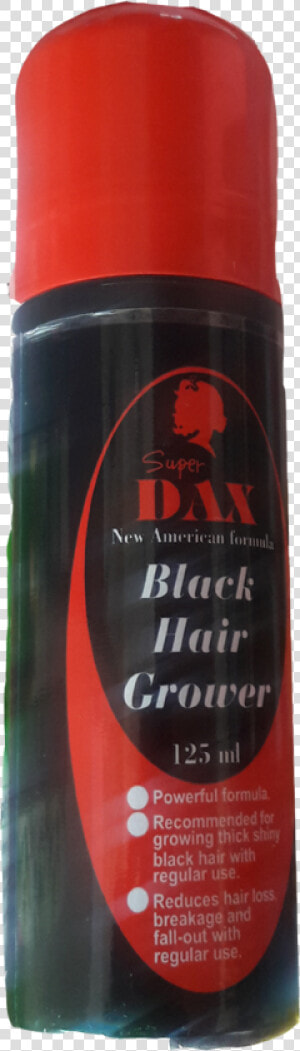 Super
DAX
New American formula
Black
Hair
Grower
125 ml
Powerful formula.
Recommended for
growing thick shiny
black hair with
regular use.
Reduces hair loss,
breakage and
fall-out with
regular use.